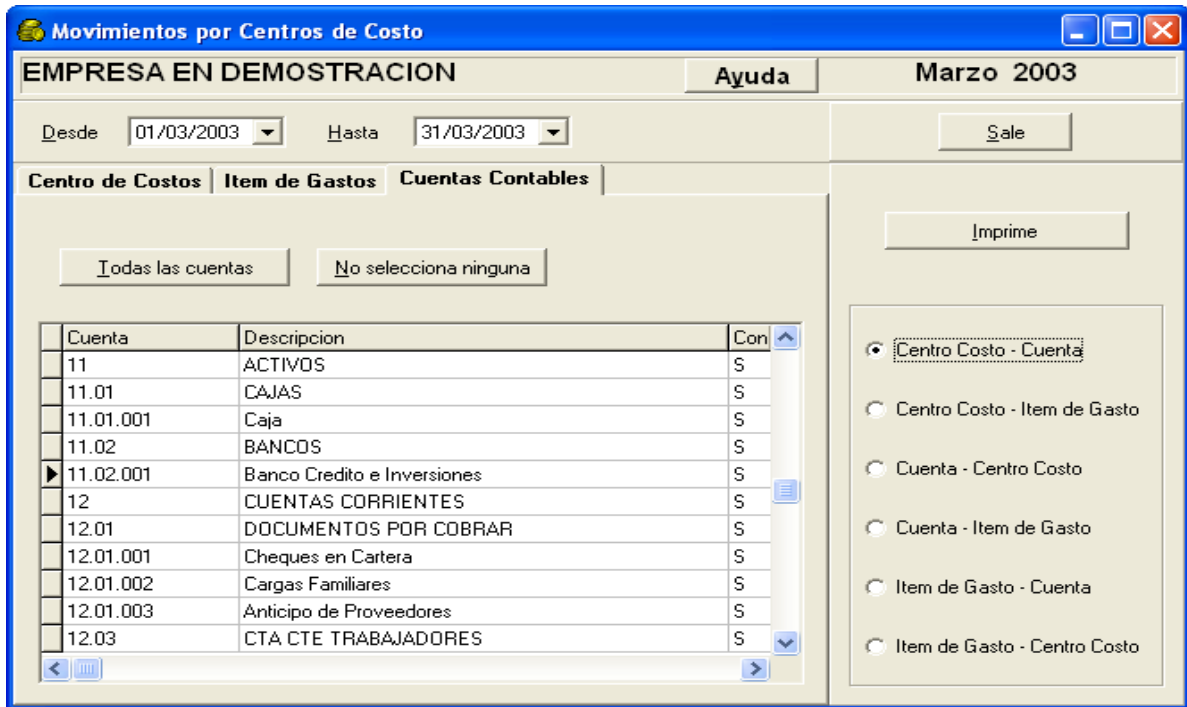 Movimientos por Centros de Costo
EMPRESA EN DEMOSTRACION Ayuda Marzo 2003
Desde 01/03/2003 Hasta 31/03/2003 Sale
Centro de Costos Item de Gastos Cuentas Contables
Imprime
Todas las cuentas No selecciona ninguna
Cuenta Descripcion Con
11 ACTIVOS S
11.01 CAJAS S
11.01.001 Caja S
11.02 BANCOS S
11.02.001 Banco Credito e Inversiones S
12 CUENTAS CORRIENTES S
12.01 DOCUMENTOS POR COBRAR S
12.01.001 Cheques en Cartera S
12.01.002 Cargas Familiares S
12.01.003 Anticipo de Proveedores S
12.03 CTA CTE TRABAJADORES S
Centro Costo - Cuenta
Centro Costo - Item de Gasto
Cuenta - Centro Costo
Cuenta - Item de Gasto
Item de Gasto - Cuenta
Item de Gasto - Centro Costo